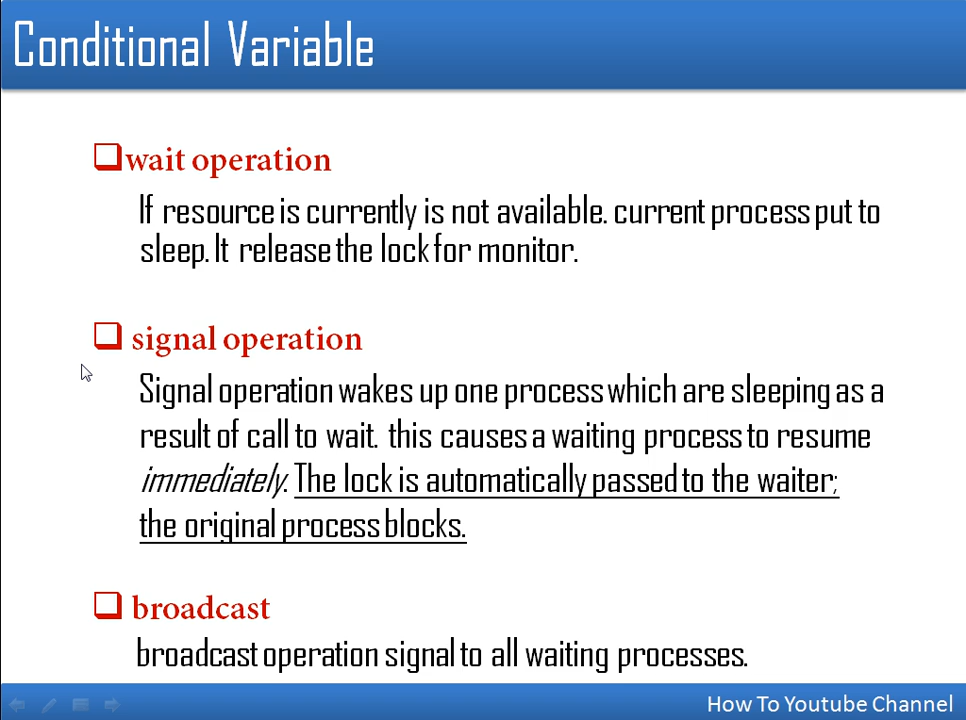 Conditional Variable
wait operation
If resource is currently is not available. current process put to
sleep. It release the lock for monitor.
signal operation
Signal operation wakes up one process which are sleeping as a
result of call to wait. this causes a waiting process to resume
immediately. The lock is automatically passed to the waiter;
the original process blocks.
broadcast
broadcast operation signal to all waiting processes.
How To Youtube Channel